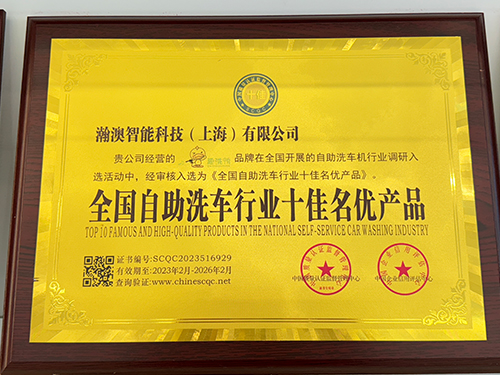 瀚澳智能科技(上海)有限公司
贵公司经营的 品牌在全国开展的自助洗车机行业调研入
选活动中,经审核入选为《全国自助洗车行业十佳名优产品》。
全国自助洗车行业十佳名优产品
TOP 10 FAMOUS AND HIGH-QUALITY PRODUCTS IN THE NATIONAL SELF-SERVICE CAR WASHING INDUSTRY
证书编号:SCQC2023516929
有效期至:2023年2月-2026年2月
查询验证:www.chinescqc.net